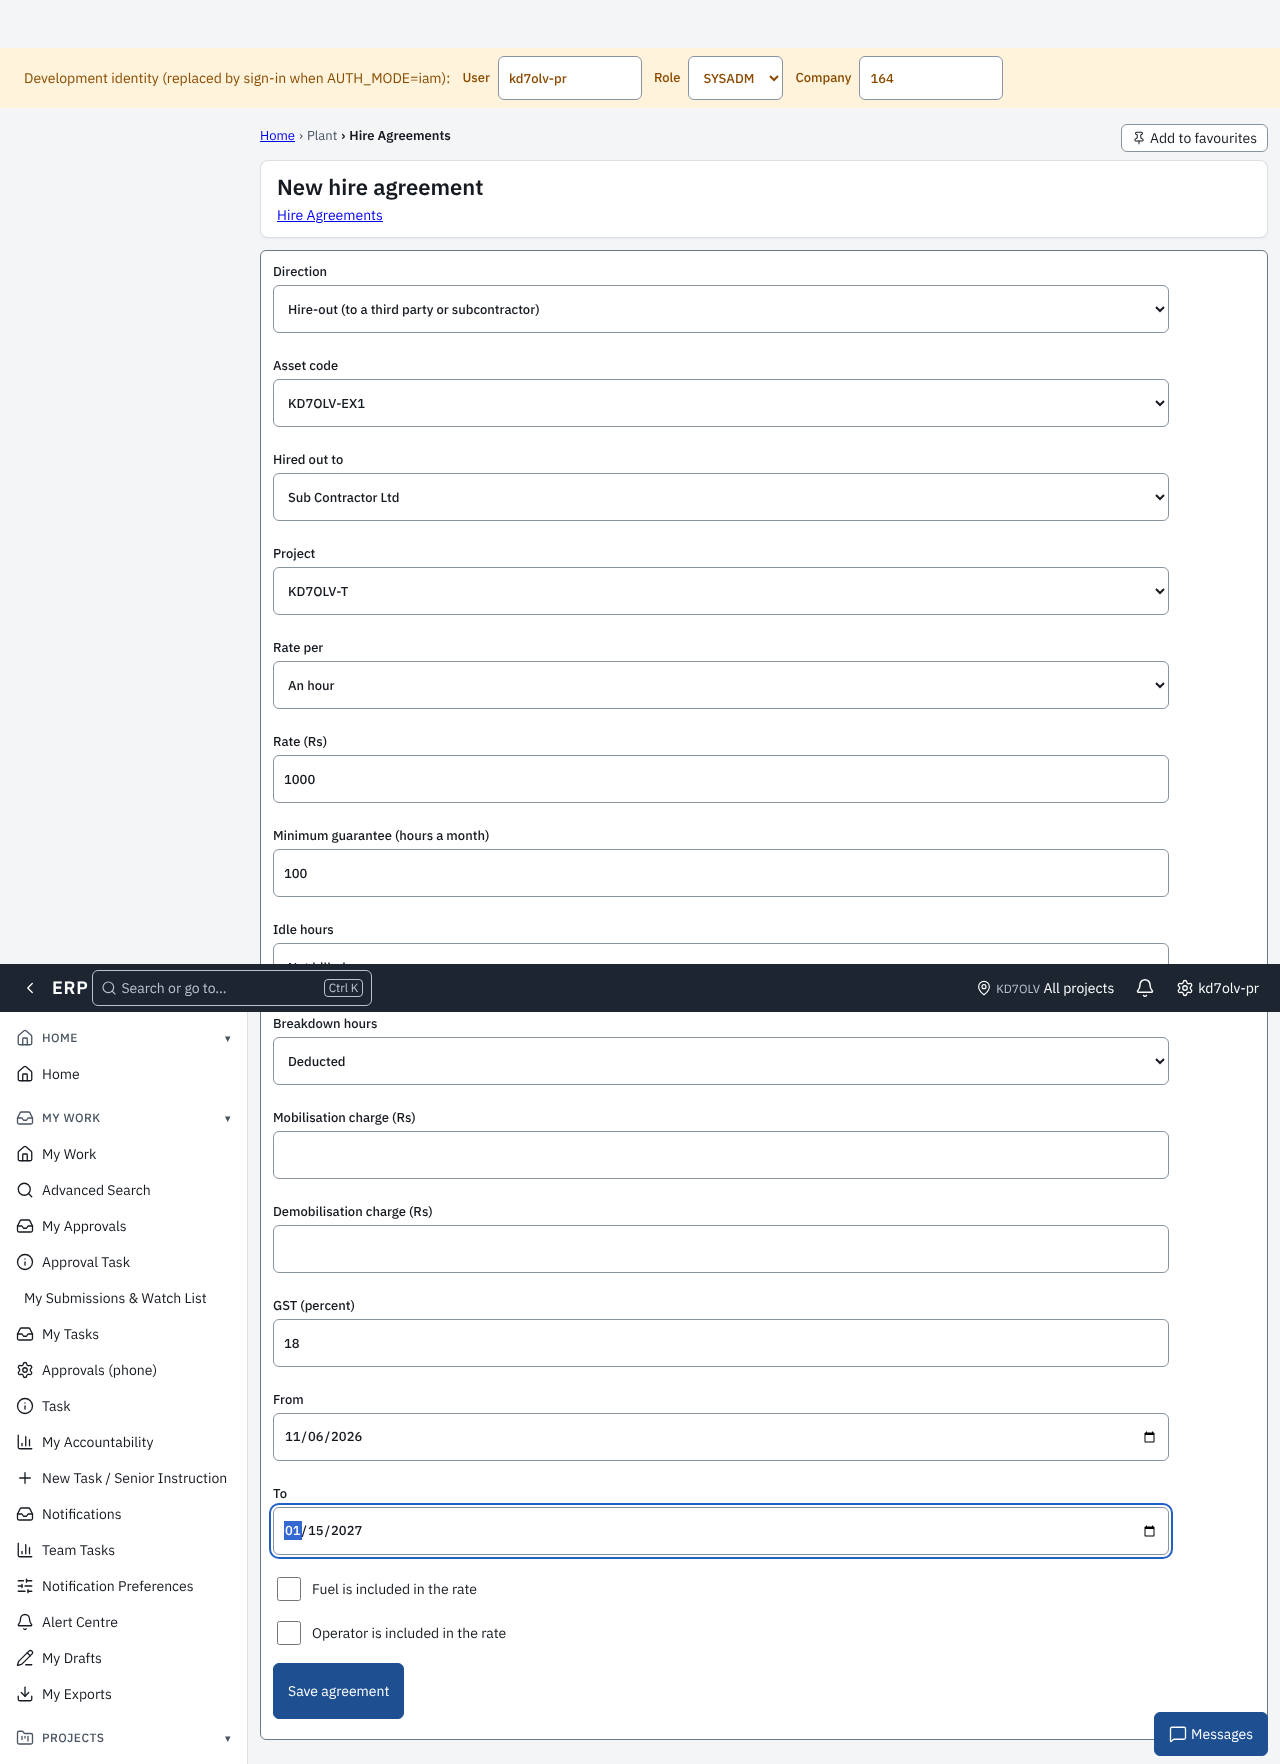 Development identity (replaced by sign-in when AUTH_MODE=iam): User kd7olv-pr Role SYSADM Company 164
Home › Plant › Hire Agreements
Add to favourites
New hire agreement
Hire Agreements
Direction
Hire-out (to a third party or subcontractor)
Asset code
KD7OLV-EX1
Hired out to
Sub Contractor Ltd
Project
KD7OLV-T
Rate per
An hour
Rate (Rs)
1000
Minimum guarantee (hours a month)
100
Idle hours
ERP Search or go to... Ctrl K KD7OLV All projects kd7olv-pr
Breakdown hours
Deducted
Mobilisation charge (Rs)
Demobilisation charge (Rs)
GST (percent)
18
From
11/06/2026
To
01/15/2027
Fuel is included in the rate
Operator is included in the rate
Save agreement
HOME
Home
MY WORK
My Work
Advanced Search
My Approvals
Approval Task
My Submissions & Watch List
My Tasks
Approvals (phone)
Task
My Accountability
New Task / Senior Instruction
Notifications
Team Tasks
Notification Preferences
Alert Centre
My Drafts
My Exports
PROJECTS
Messages